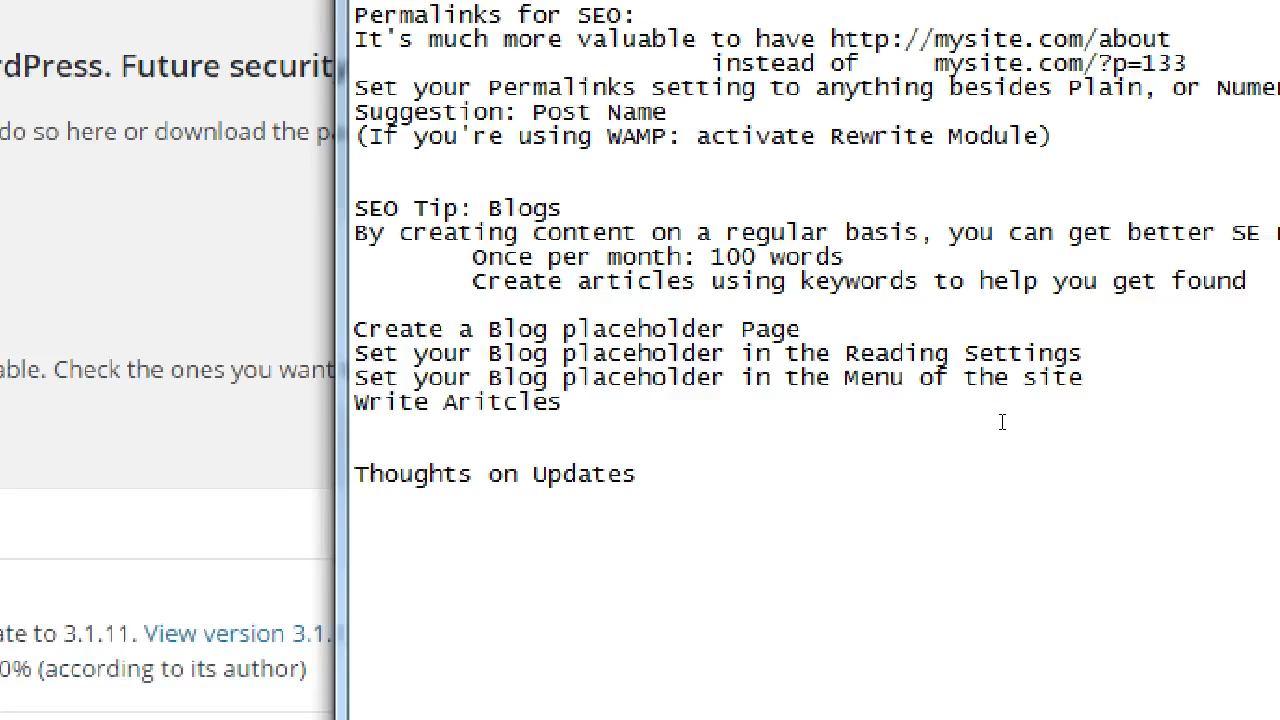 Permalinks for SEO:
It's much more valuable to have http://mysite.com/about
instead of mysite.com/?p=133
Set your Permalinks setting to anything besides Plain, or
Suggestion: Post Name
(If you're using WAMP: activate Rewrite Module)
SEO Tip: Blogs
By creating content on a regular basis, you can get better SE
Once per month: 100 words
Create articles using keywords to help you get found
Create a Blog placeholder Page
Set your Blog placeholder in the Reading Settings
Set your Blog placeholder in the Menu of the site
Write Aritcles
Thoughts on Updates
rdPress. Future securit
do so here or download the
able. Check the ones you want
ate to 3.1.11. View version 3.1.
0% (according to its author)